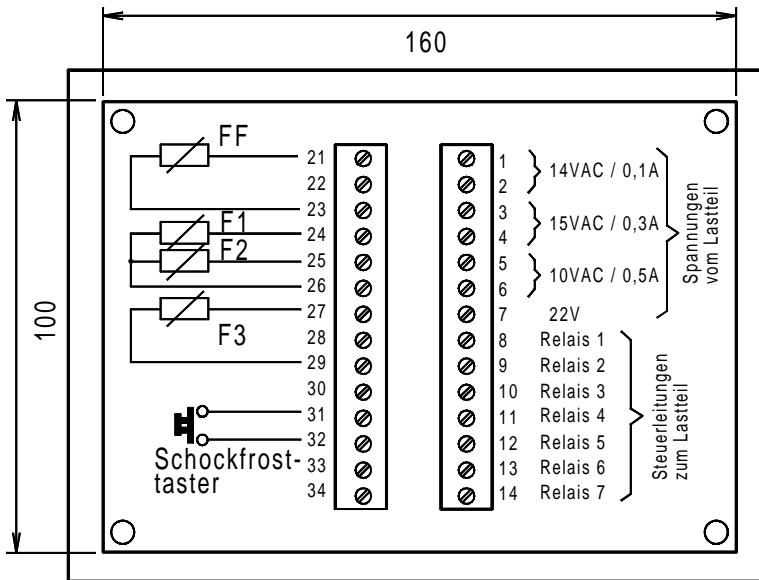 160
100
FF
F1
F2
F3
21
22
23
24
25
26
27
28
29
30
31
32
33
34
Schockfrost-
taster
1
2
3
4
5
6
7
8
9
10
11
12
13
14
14VAC / 0,1A
15VAC / 0,3A
10VAC / 0,5A
22V
Relais 1
Relais 2
Relais 3
Relais 4
Relais 5
Relais 6
Relais 7
Spannungen
vom Lastteil
Steuerleitungen
zum Lastteil